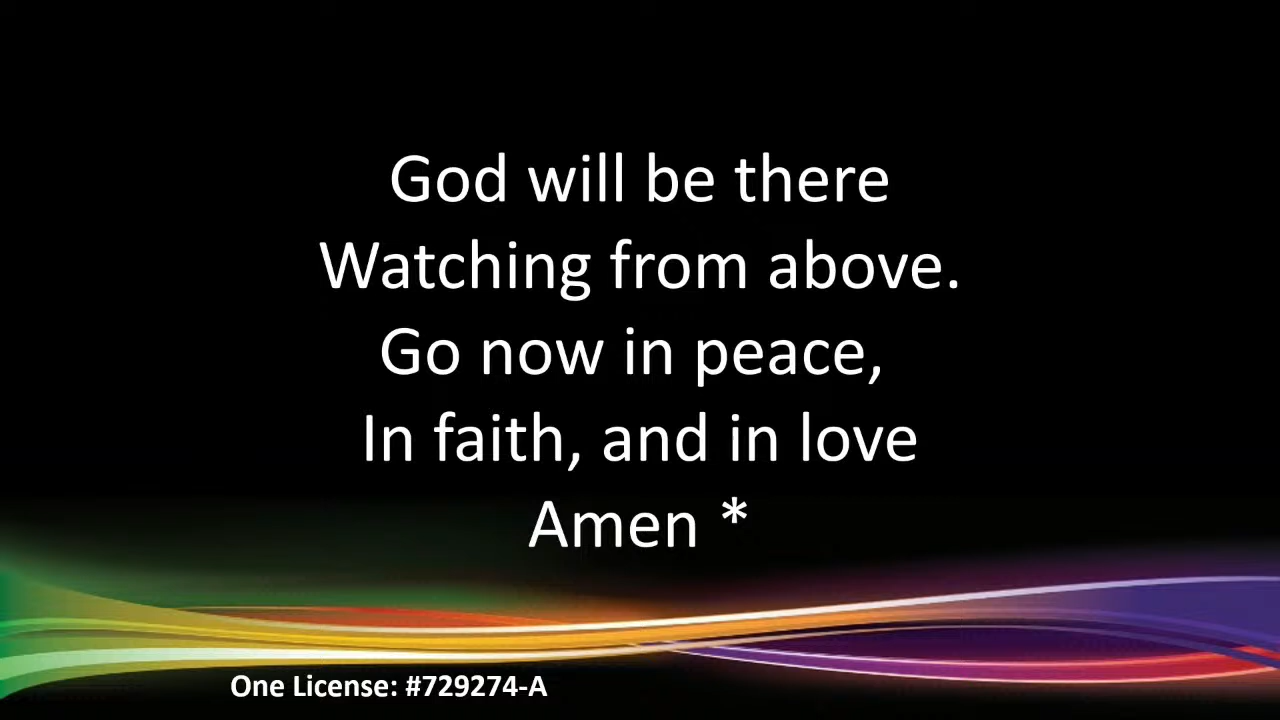 God will be there
Watching from above.
Go now in peace,
In faith, and in love
Amen *
One License: #729274-A